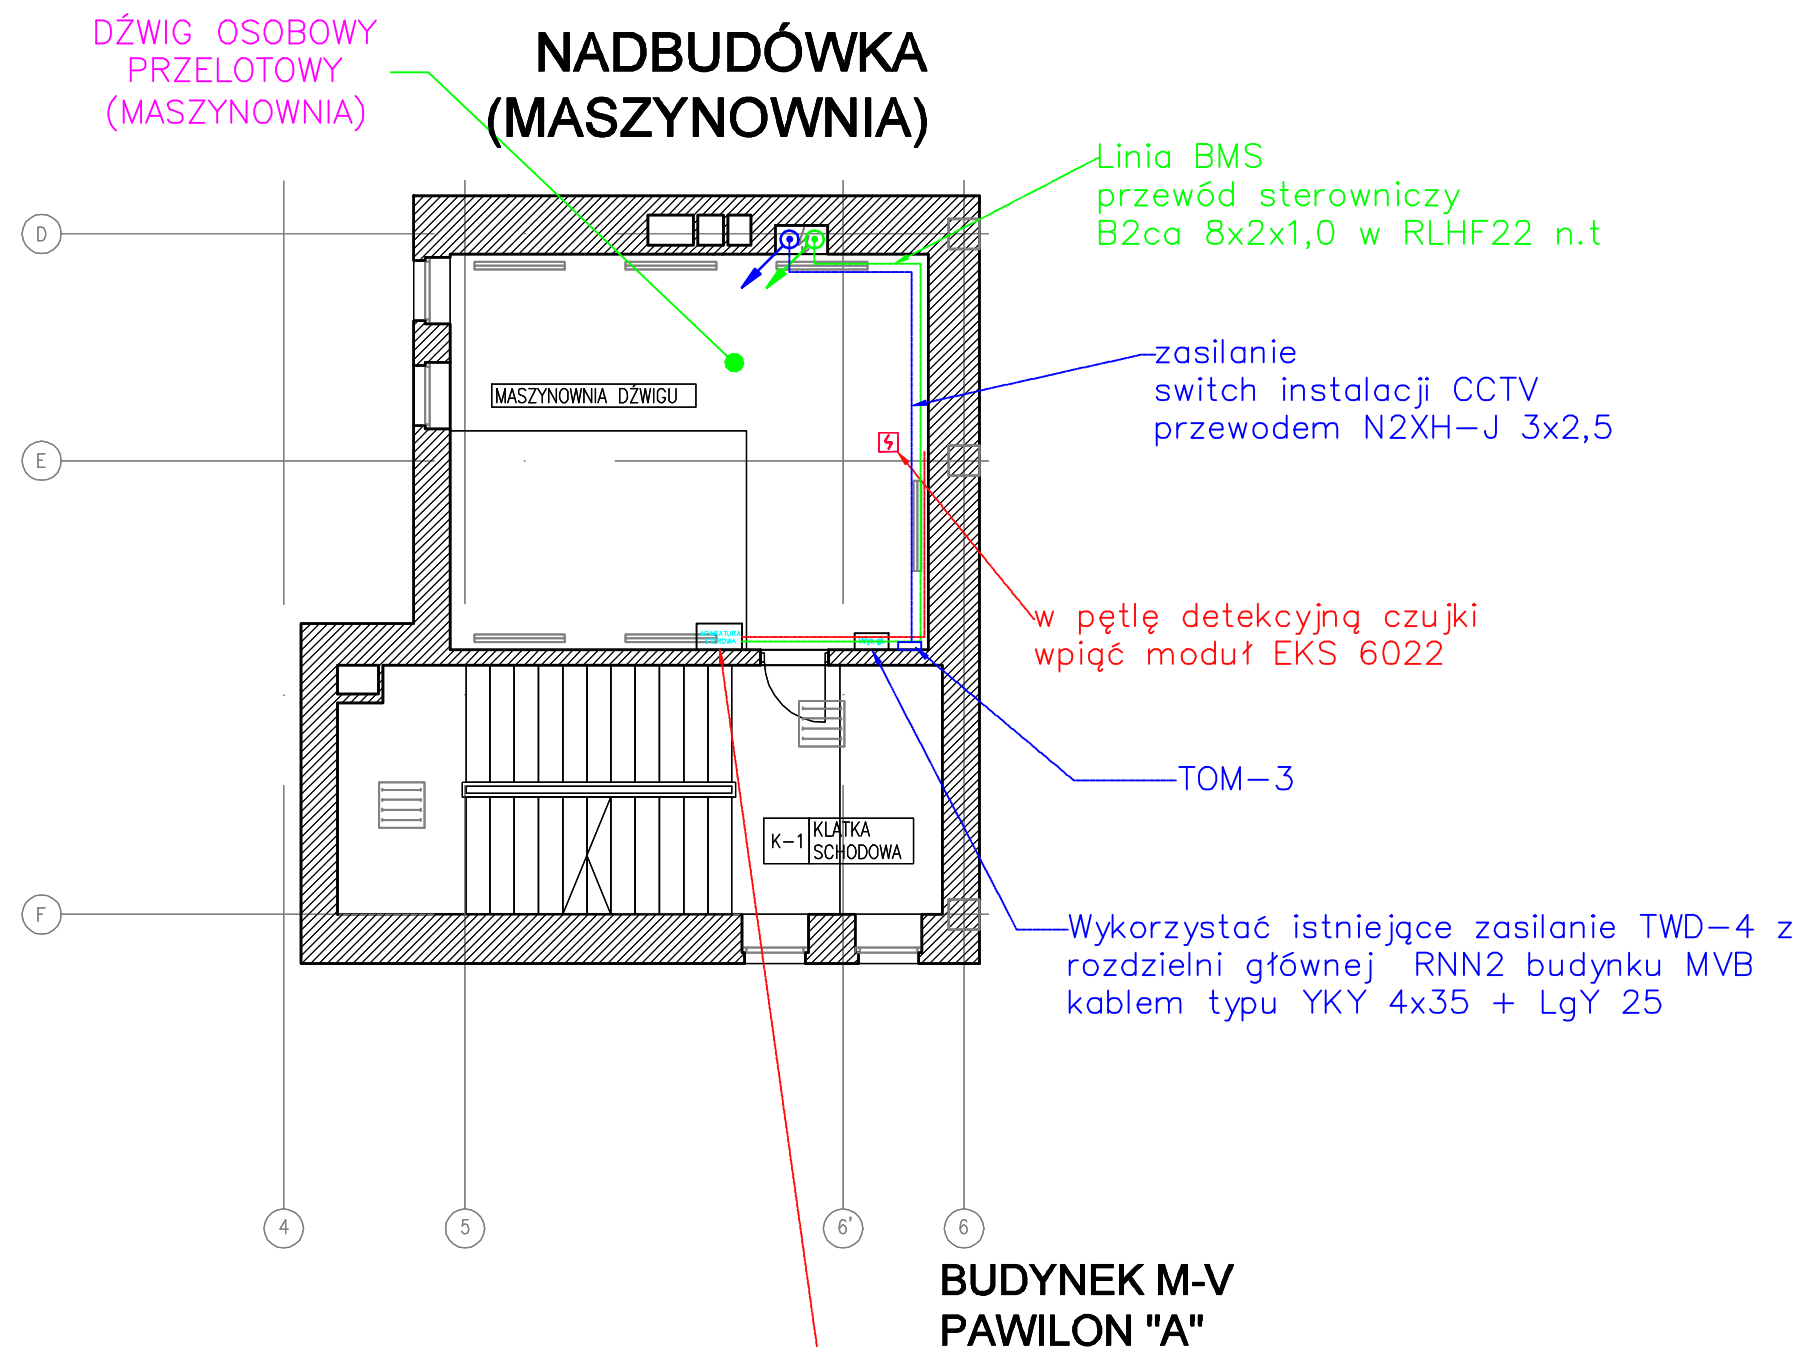 DŹWIG OSOBOWY
PRZELOTOWY
(MASZYNOWNIA)
NADBUDÓWKA
(MASZYNOWNIA)
Linia BMS
przewód sterowniczy
B2ca 8x2x1,0 w RLHF22 n.t
D
zasilanie
switch instalacji CCTV
przewodem N2XH-J 3x2,5
MASZYNOWNIA DŹWIGU
E
w pętlę detekcyjną czujki
wpiąć moduł EKS 6022
TOM-3
K-1
KLATKA
SCHODOWA
F
Wykorzystać istniejące zasilanie TWD-4 z
rozdzielni głównej RNN2 budynku MVB
kablem typu YKY 4x35 + LgY 25
4
5
6'
6
BUDYNEK M-V
PAWILON "A"